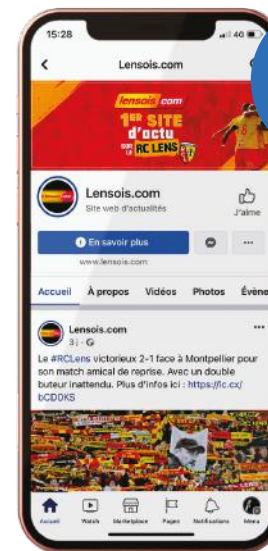 15:28
4G
Lensois.com
lensois.com
1ER SITE
d'actu
SUR LE RC LENS
Lensois.com
Site web d'actualités
J'aime
En savoir plus
www.lensois.com
Accueil À propos Vidéos Photos Évène
Lensois.com
3 j
Le #RCLens victorieux 2-1 face à Montpellier pour
son match amical de reprise. Avec un double
buteur inattendu. Plus d'infos ici : https://lc.cx/
bCDDKS
Accueil Watch Marketplace Pages Notifications Menu